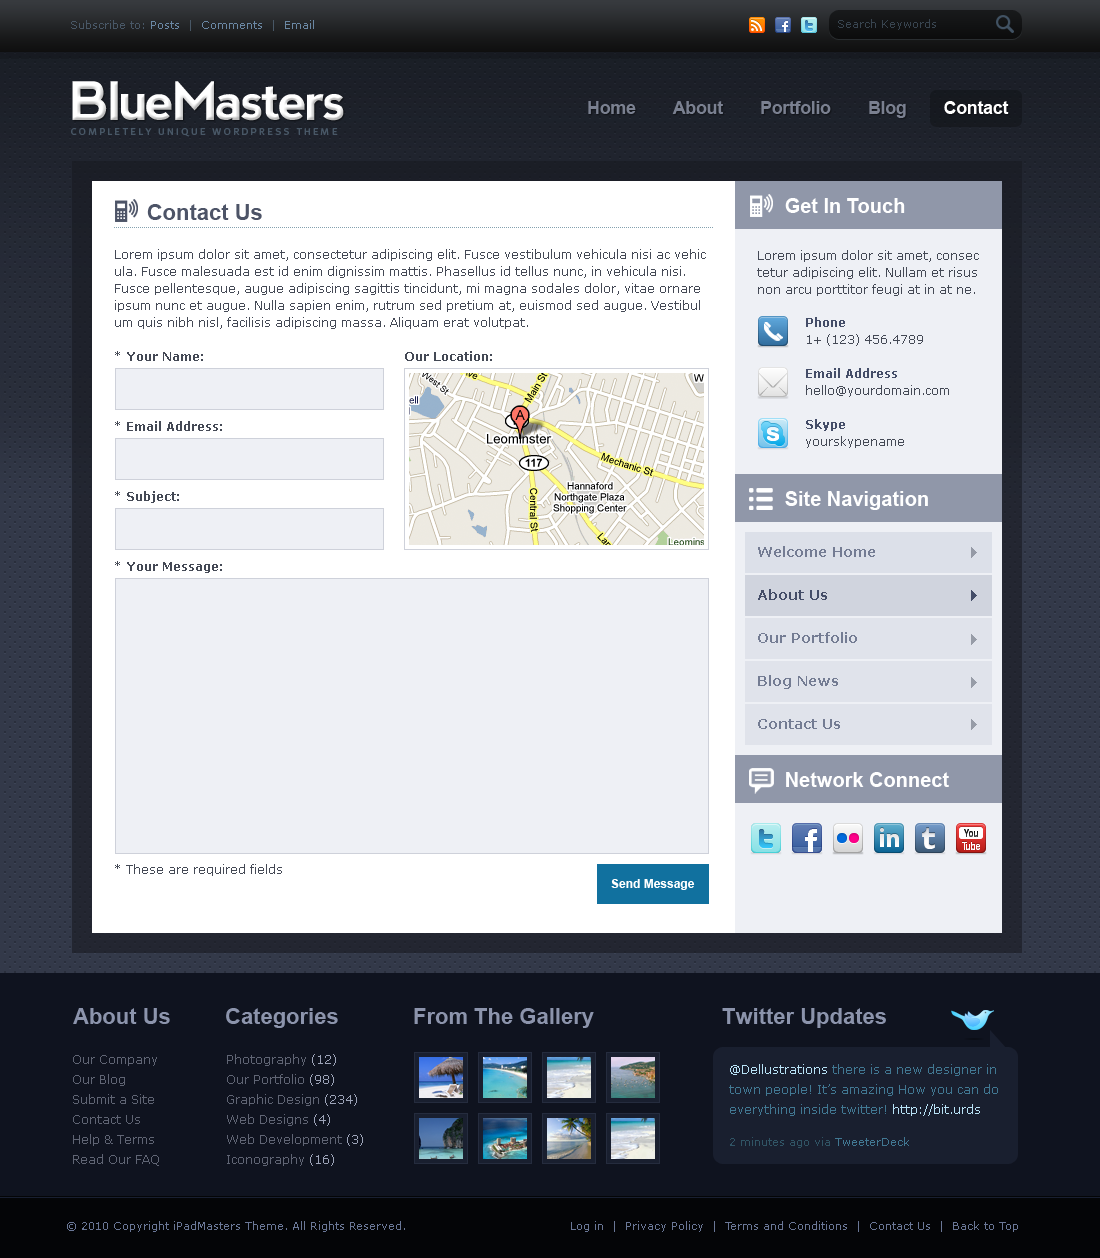 Subscribe to: Posts | Comments | Email
Search Keywords
BlueMasters
COMPLETELY UNIQUE WORDPRESS THEME
Home About Portfolio Blog Contact
Contact Us
Lorem ipsum dolor sit amet, consectetur adipiscing elit. Fusce vestibulum vehicula nisi ac vehic
ula. Fusce malesuada est id enim dignissim mattis. Phasellus id tellus nunc, in vehicula nisi.
Fusce pellentesque, augue adipiscing sagittis tincidunt, mi magna sodales dolor, vitae ornare
ipsum nunc et augue. Nulla sapien enim, rutrum sed pretium at, euismod sed augue. Vestibul
um quis nibh nisl, facilisis adipiscing massa. Aliquam erat volutpat.
* Your Name:
* Email Address:
* Subject:
Our Location:
West St
Main St
W
ell
ve
A
Leominster
117
Mechanic St
Hannaford
Northgate Plaza
Shopping Center
Central St
Lan
Leomins
* Your Message:
* These are required fields
Send Message
Get In Touch
Lorem ipsum dolor sit amet, consec
tetur adipiscing elit. Nullam et risus
non arcu porttitor feugi at in at ne.
Phone
1+ (123) 456.4789
Email Address
hello@yourdomain.com
Skype
yourskypename
Site Navigation
Welcome Home
About Us
Our Portfolio
Blog News
Contact Us
Network Connect
You
Tube
About Us
Our Company
Our Blog
Submit a Site
Contact Us
Help & Terms
Read Our FAQ
Categories
Photography (12)
Our Portfolio (98)
Graphic Design (234)
Web Designs (4)
Web Development (3)
Iconography (16)
From The Gallery
Twitter Updates
@Dellustrations there is a new designer in
town people! It's amazing How you can do
everything inside twitter! http://bit.urds
2 minutes ago via TweeterDeck
© 2010 Copyright iPadMasters Theme. All Rights Reserved.
Log in | Privacy Policy | Terms and Conditions | Contact Us | Back to Top